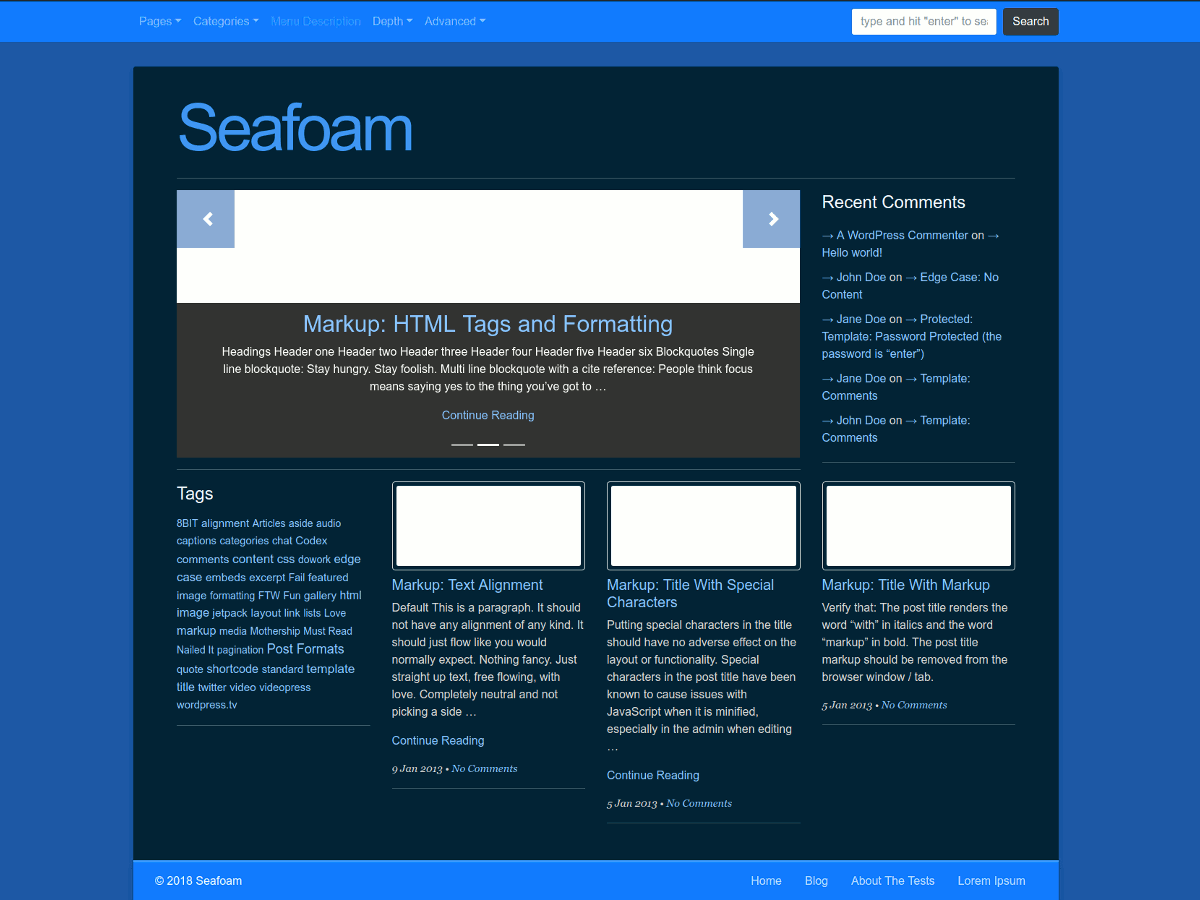 Pages Categories Menu Description Depth Advanced type and hit "enter" to sea Search
Seafoam
Markup: HTML Tags and Formatting
Headings Header one Header two Header three Header four Header five Header six Blockquotes Single
line blockquote: Stay hungry. Stay foolish. Multi line blockquote with a cite reference: People think focus
means saying yes to the thing you've got to …
Continue Reading
Recent Comments
→ A WordPress Commenter on →
Hello world!
→ John Doe on → Edge Case: No
Content
→ Jane Doe on → Protected:
Template: Password Protected (the
password is “enter”)
→ Jane Doe on → Template:
Comments
→ John Doe on → Template:
Comments
Tags
8BIT alignment Articles aside audio
captions categories chat Codex
comments content css dowork edge
case embeds excerpt Fail featured
image formatting FTW Fun gallery html
image jetpack layout link lists Love
markup media Mothership Must Read
Nailed It pagination Post Formats
quote shortcode standard template
title twitter video videopress
wordpress.tv
Markup: Text Alignment
Default This is a paragraph. It should
not have any alignment of any kind. It
should just flow like you would
normally expect. Nothing fancy. Just
straight up text, free flowing, with
love. Completely neutral and not
picking a side …
Continue Reading
9 Jan 2013 • No Comments
Markup: Title With Special
Characters
Putting special characters in the title
should have no adverse effect on the
layout or functionality. Special
characters in the post title have been
known to cause issues with
JavaScript when it is minified,
especially in the admin when editing
…
Continue Reading
5 Jan 2013 • No Comments
Markup: Title With Markup
Verify that: The post title renders the
word “with” in italics and the word
“markup” in bold. The post title
markup should be removed from the
browser window / tab.
5 Jan 2013 • No Comments
© 2018 Seafoam Home Blog About The Tests Lorem Ipsum